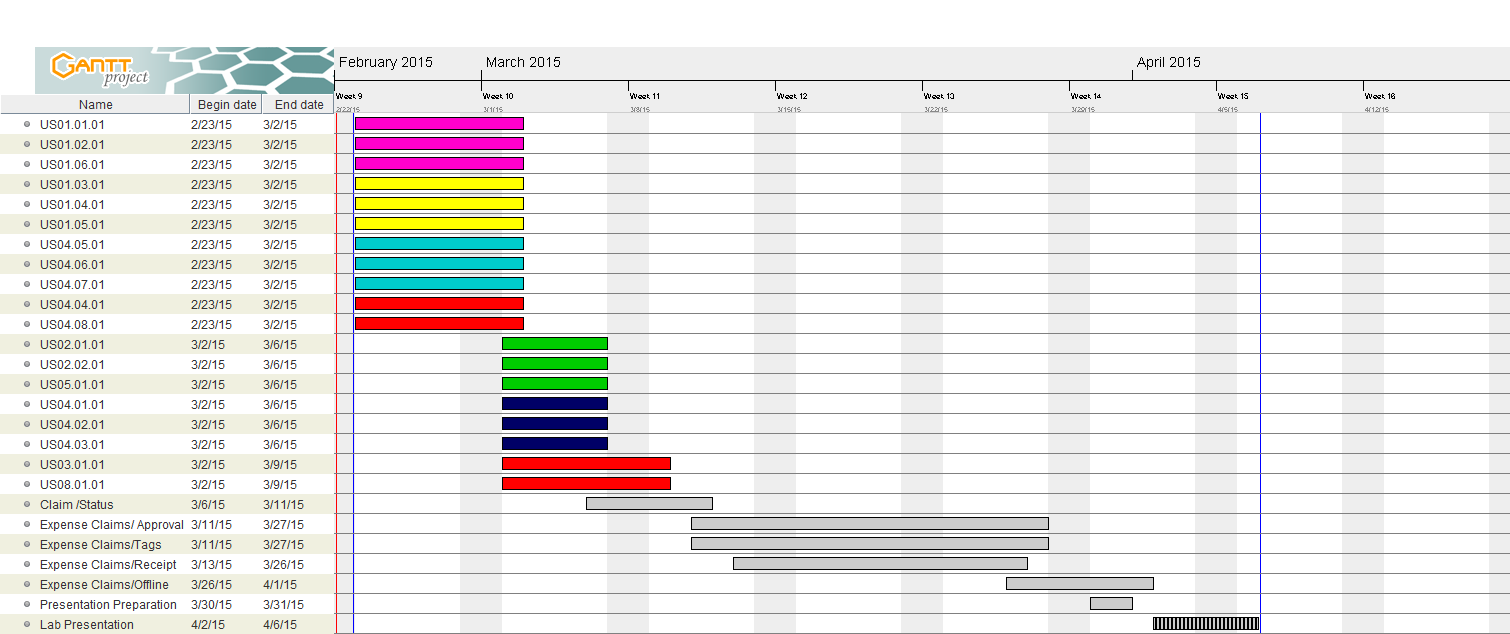 GANTT
project
February 2015 March 2015 April 2015
Week 9 Week 10 Week 11 Week 12 Week 13 Week 14 Week 15 Week 16
2/22/15 3/1/15 3/8/15 3/15/15 3/22/15 3/29/15 4/5/15 4/12/15
Name Begin date End date
US01.01.01 2/23/15 3/2/15
US01.02.01 2/23/15 3/2/15
US01.06.01 2/23/15 3/2/15
US01.03.01 2/23/15 3/2/15
US01.04.01 2/23/15 3/2/15
US01.05.01 2/23/15 3/2/15
US04.05.01 2/23/15 3/2/15
US04.06.01 2/23/15 3/2/15
US04.07.01 2/23/15 3/2/15
US04.04.01 2/23/15 3/2/15
US04.08.01 2/23/15 3/2/15
US02.01.01 3/2/15 3/6/15
US02.02.01 3/2/15 3/6/15
US05.01.01 3/2/15 3/6/15
US04.01.01 3/2/15 3/6/15
US04.02.01 3/2/15 3/6/15
US04.03.01 3/2/15 3/6/15
US03.01.01 3/2/15 3/9/15
US08.01.01 3/2/15 3/9/15
Claim /Status 3/6/15 3/11/15
Expense Claims/ Approval 3/11/15 3/27/15
Expense Claims/Tags 3/11/15 3/27/15
Expense Claims/Receipt 3/13/15 3/26/15
Expense Claims/Offline 3/26/15 4/1/15
Presentation Preparation 3/30/15 3/31/15
Lab Presentation 4/2/15 4/6/15